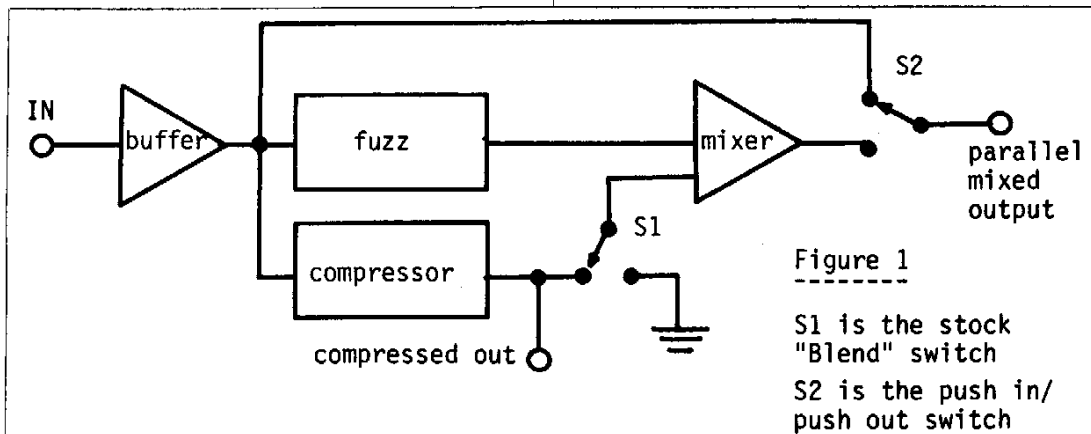 IN
buffer
fuzz
mixer
S2
parallel
mixed
output
compressor
S1
compressed out
Figure 1
S1 is the stock
"Blend" switch
S2 is the push in/
push out switch